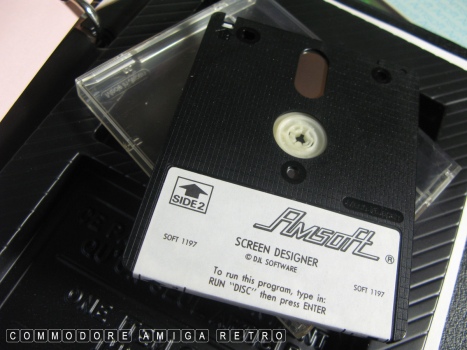 SIDE 2
Amsoft ®
SOFT 1197
SCREEN DESIGNER
© DJL SOFTWARE
SOFT 1197
To run this program, type in:
RUN "DISC" then press ENTER
COMMODORE AMIGA RETRO